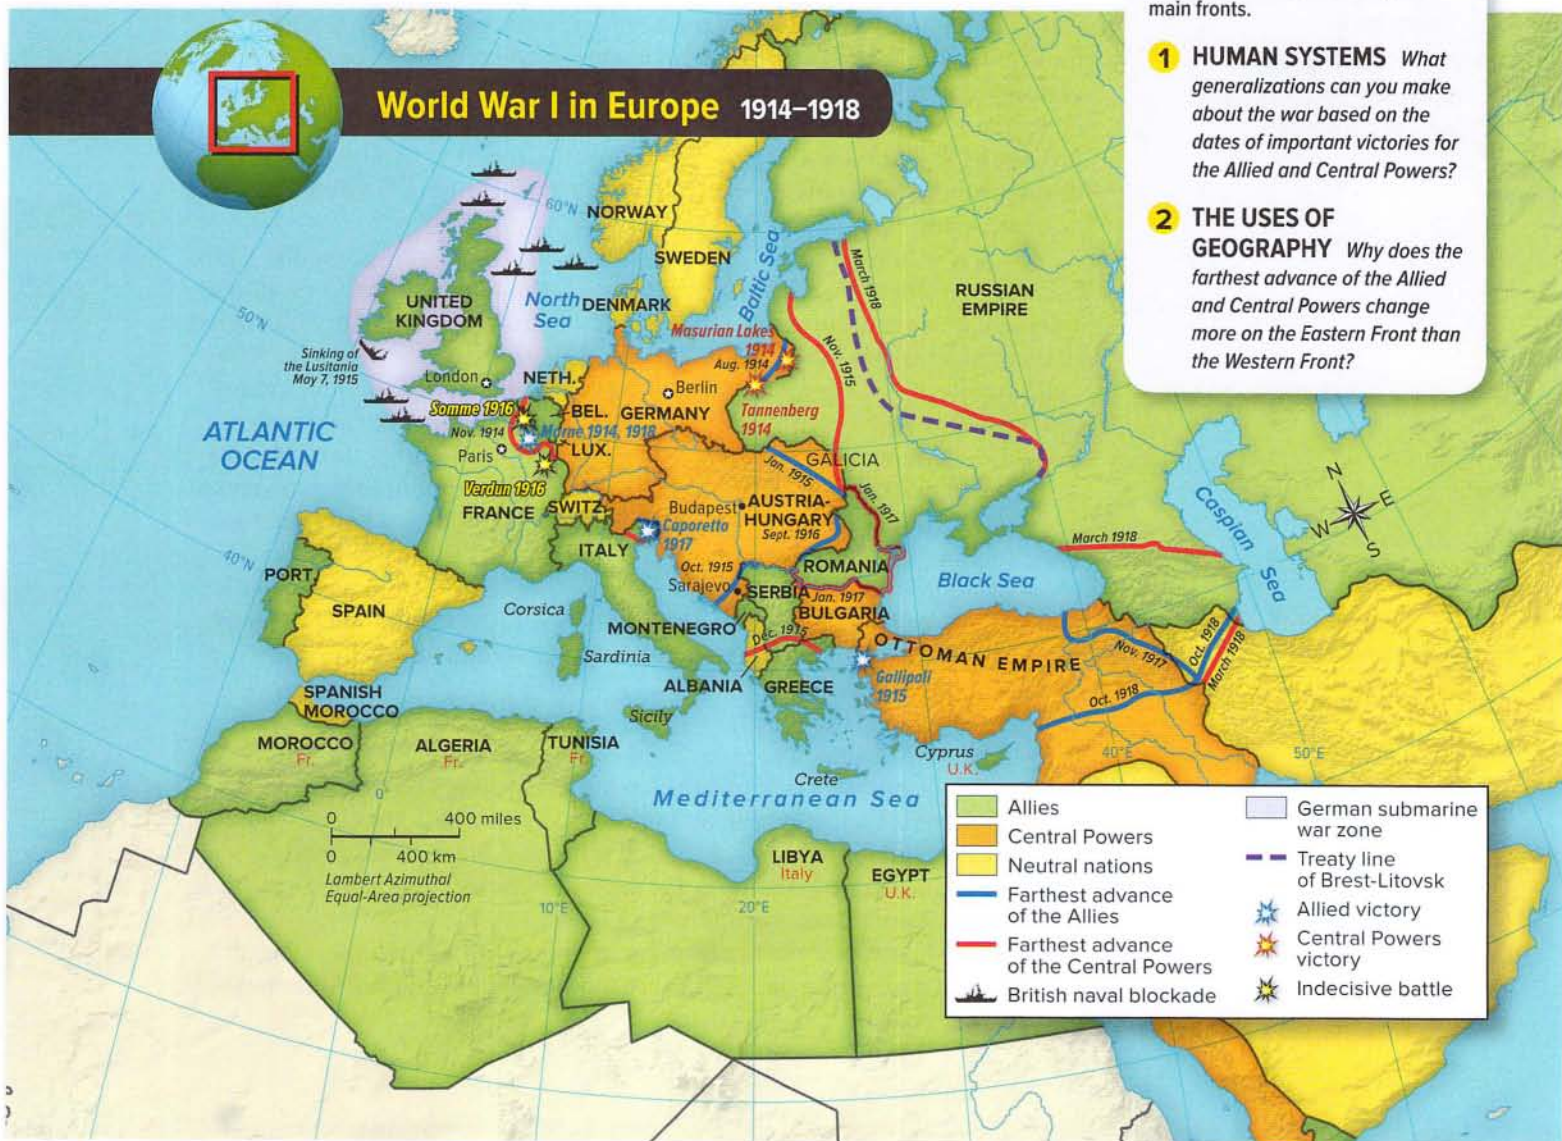 main fronts.
1 HUMAN SYSTEMS What
generalizations can you make
about the war based on the
dates of important victories for
the Allied and Central Powers?
2 THE USES OF
GEOGRAPHY Why does the
farthest advance of the Allied
and Central Powers change
more on the Eastern Front than
the Western Front?
World War I in Europe 1914–1918
60°N
NORWAY
SWEDEN
Baltic Sea
March 1918
RUSSIAN
EMPIRE
UNITED
KINGDOM
North
Sea
DENMARK
50°N
Masurian Lakes
1914
Aug. 1914
Nov. 1915
Sinking of
the Lusitania
May 7, 1915
London
NETH.
Berlin
Somme 1916
BEL.
GERMANY
Tannenberg
1914
ATLANTIC
OCEAN
Nov. 1914
Marne 1914, 1918
Paris
LUX.
GALICIA
Jan. 1915
Verdun 1916
FRANCE
SWITZ.
Budapest
AUSTRIA-
HUNGARY
Sept. 1916
Jan. 1917
Caporetto
1917
ITALY
40°N
PORT.
SPAIN
Oct. 1915
Sarajevo
SERBIA
ROMANIA
Jan. 1917
BULGARIA
Black Sea
March 1918
Caspian
Sea
N
E
S
W
Corsica
MONTENEGRO
Dec. 1915
Sardinia
ALBANIA
GREECE
OTTOMAN EMPIRE
Gallipoli
1915
Nov. 1917
Oct. 1918
March 1918
Oct. 1918
SPANISH
MOROCCO
Sicily
MOROCCO
Fr.
ALGERIA
Fr.
TUNISIA
Fr.
Crete
Cyprus
U.K.
40°E
50°E
Mediterranean Sea
0°
0 400 miles
0 400 km
Lambert Azimuthal
Equal-Area projection
10°E
20°E
LIBYA
Italy
EGYPT
U.K.
Allies
Central Powers
Neutral nations
Farthest advance
of the Allies
Farthest advance
of the Central Powers
British naval blockade
German submarine
war zone
Treaty line
of Brest-Litovsk
Allied victory
Central Powers
victory
Indecisive battle